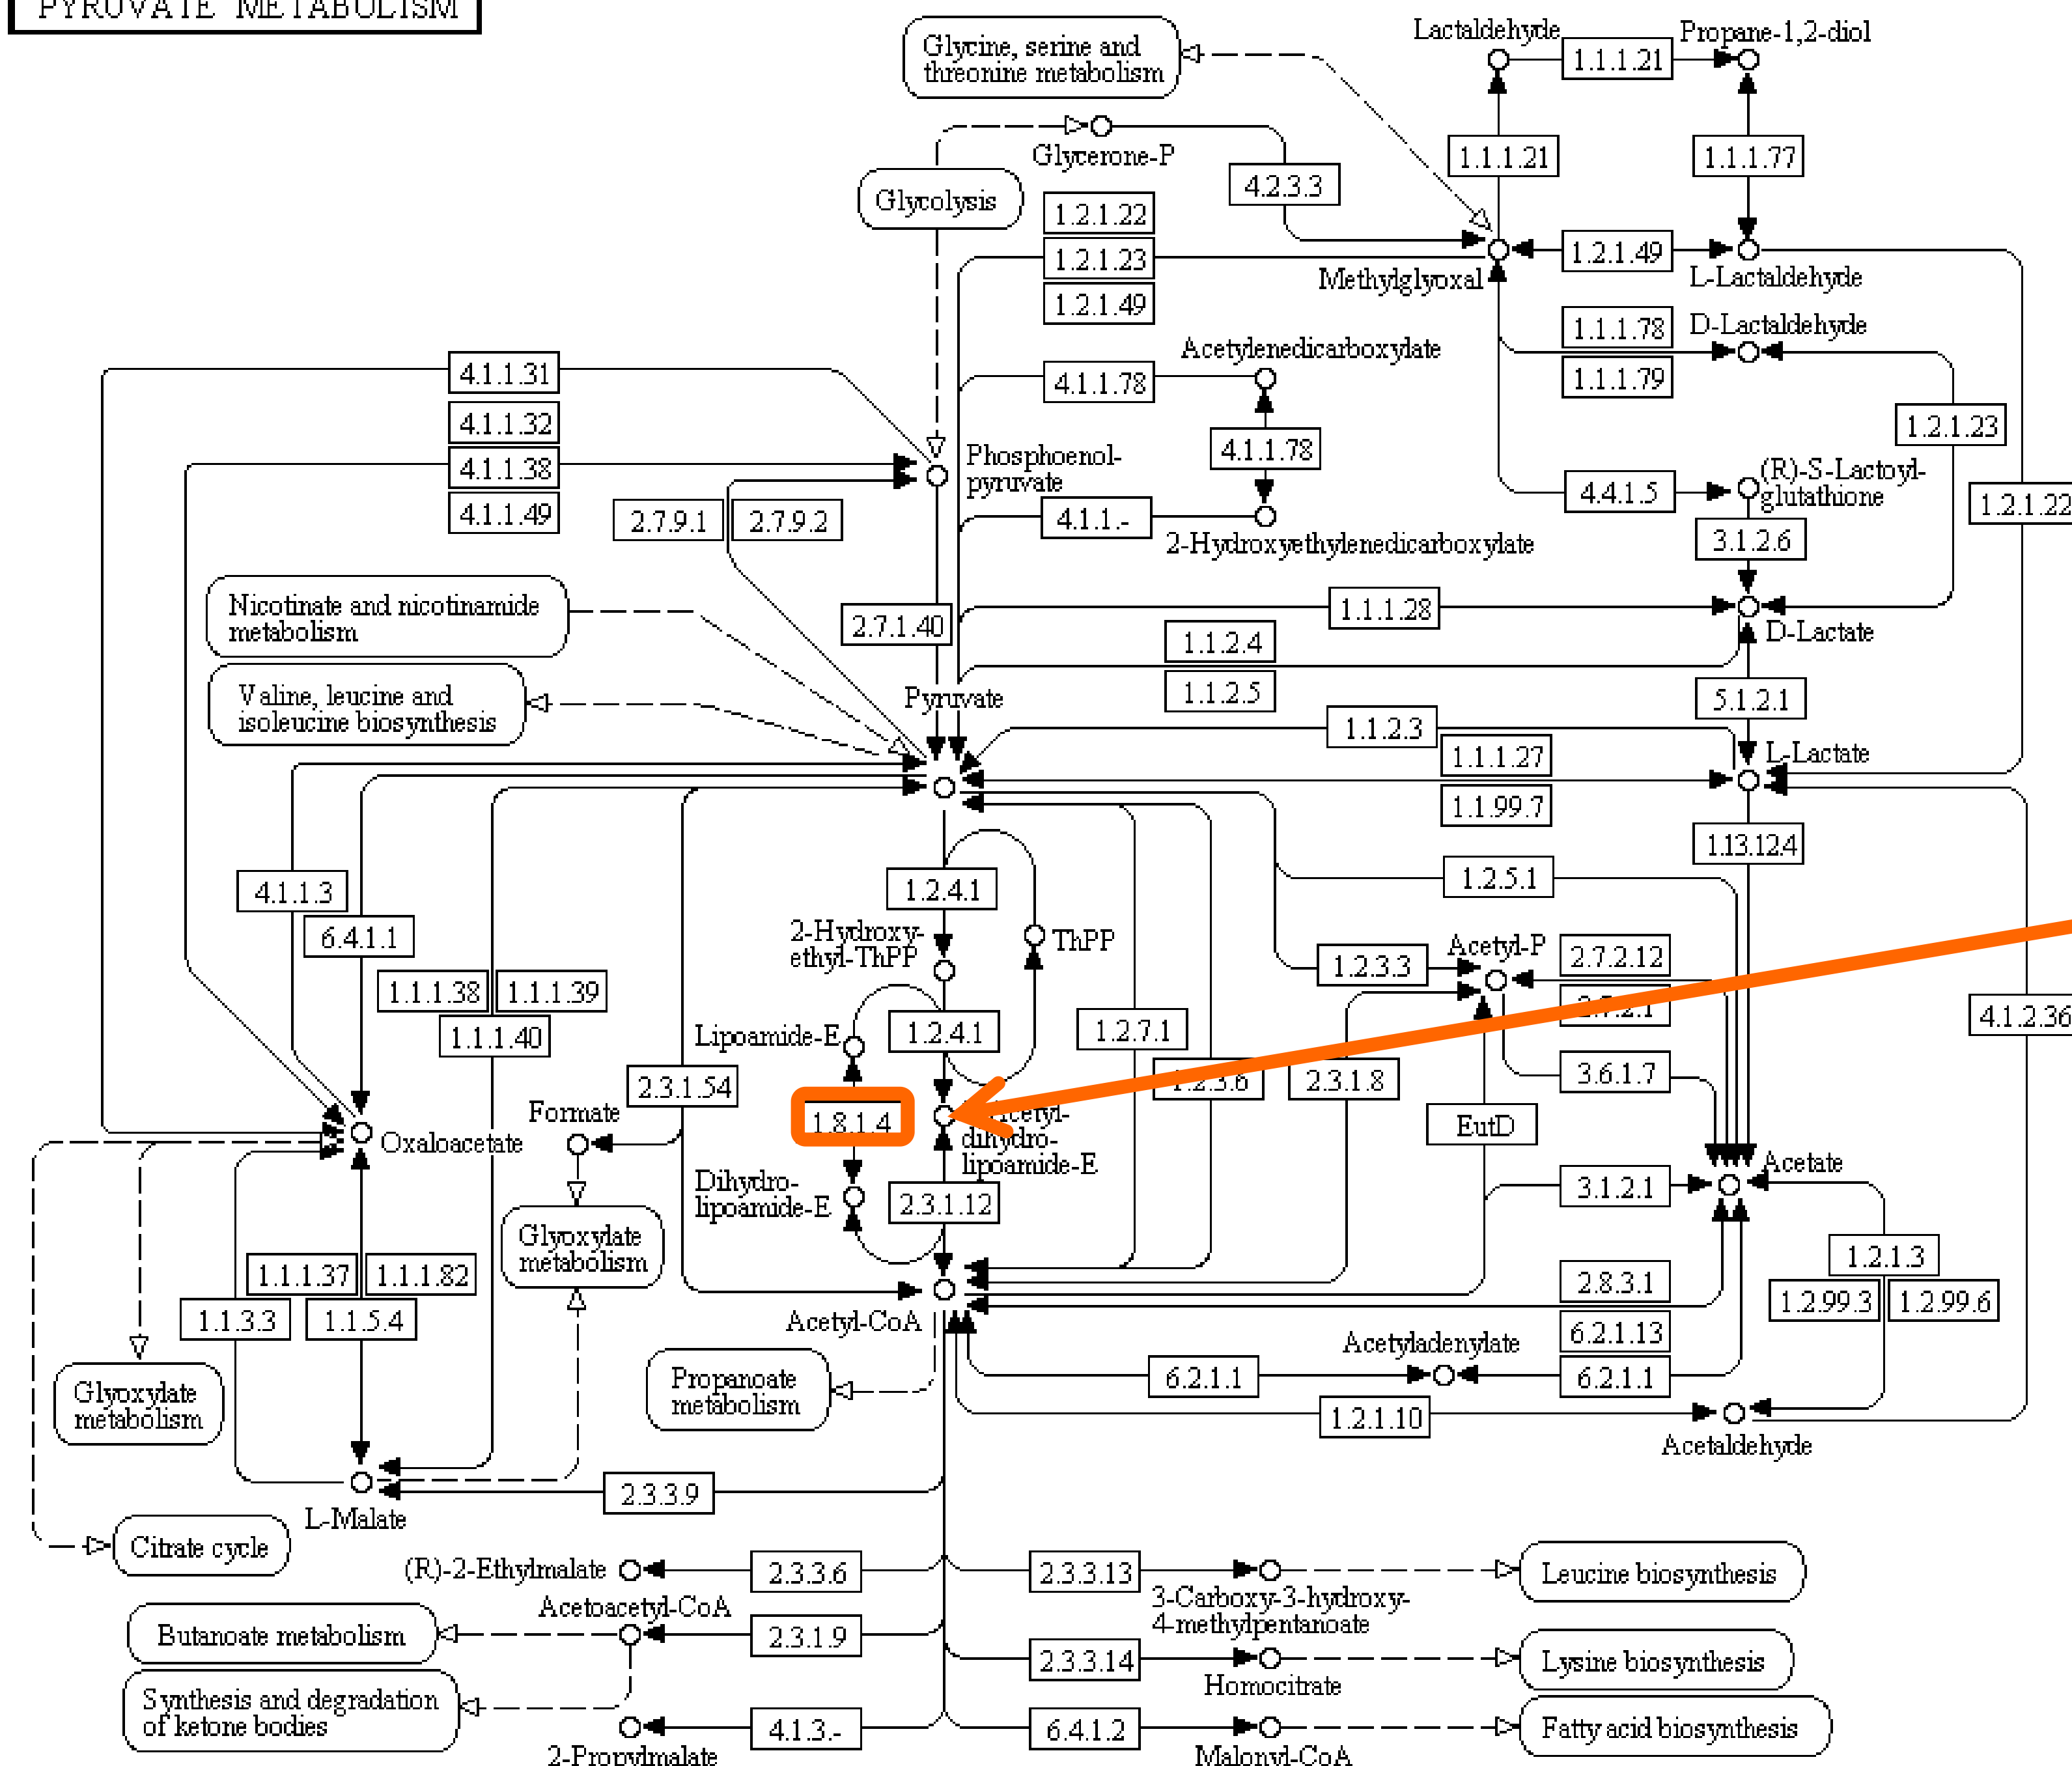 PYRUVATE METABOLISM
Glycine, serine and
threonine metabolism
Lactaldehyde
1.1.1.21
Propane-1,2-diol
Glycerone-P
4.2.3.3
1.1.1.21
1.1.1.77
Glycolysis
1.2.1.22
1.2.1.23
1.2.1.49
Methylglyoxal
1.2.1.49
L-Lactaldehyde
1.1.1.78
D-Lactaldehyde
1.1.1.79
Acetylenedicarboxylate
4.1.1.31
4.1.1.78
4.1.1.32
4.1.1.38
4.1.1.49
1.2.1.23
4.1.1.78
Phosphoenol-
pyruvate
2.7.9.1
2.7.9.2
4.1.1.-
2-Hydroxyethylenedicarboxylate
4.4.1.5
(R)-S-Lactoyl-
glutathione
1.2.1.22
3.1.2.6
Nicotinate and nicotinamide
metabolism
2.7.1.40
1.1.1.28
D-Lactate
1.1.2.4
1.1.2.5
Valine, leucine and
isoleucine biosynthesis
Pyruvate
5.1.2.1
1.1.2.3
1.1.1.27
L-Lactate
1.1.99.7
1.13.12.4
4.1.1.3
1.2.4.1
1.2.5.1
6.4.1.1
2-Hydroxy-
ethyl-ThPP
ThPP
Acetyl-P
2.7.2.12
1.2.3.3
1.1.1.38
1.1.1.39
2.7.2.1
1.1.1.40
Lipoamide-E
1.2.4.1
1.2.7.1
4.1.2.36
2.3.1.54
1.2.3.6
2.3.1.8
3.6.1.7
Formate
1.8.1.4
dihydro-
lipoamide-E
EutD
Oxaloacetate
Dihydro-
lipoamide-E
2.3.1.12
3.1.2.1
Acetate
Glyoxylate
metabolism
1.2.1.3
1.1.1.37
1.1.1.82
2.8.3.1
1.2.99.3
1.2.99.6
1.1.3.3
1.1.5.4
Acetyl-CoA
6.2.1.13
Acetyladenylate
Glyoxylate
metabolism
Propanoate
metabolism
6.2.1.1
6.2.1.1
1.2.1.10
Acetaldehyde
2.3.3.9
L-Malate
Citrate cycle
(R)-2-Ethylmalate
2.3.3.6
2.3.3.13
Leucine biosynthesis
3-Carboxy-3-hydroxy-
4-methylpentanoate
Acetoacetyl-CoA
Butanoate metabolism
2.3.1.9
2.3.3.14
Lysine biosynthesis
Homocitrate
Synthesis and degradation
of ketone bodies
4.1.3.-
6.4.1.2
Fatty acid biosynthesis
2-Propylmalate
Malonyl-CoA